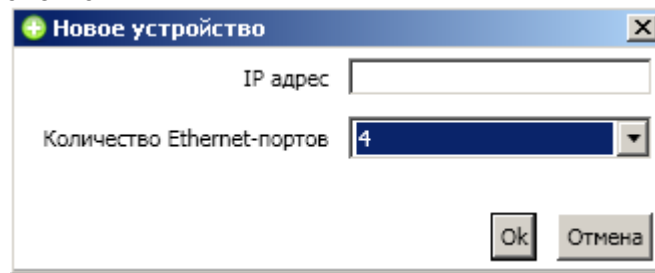 Новое устройство
IP адрес
Количество Ethernet-портов 4
Ok Отмена